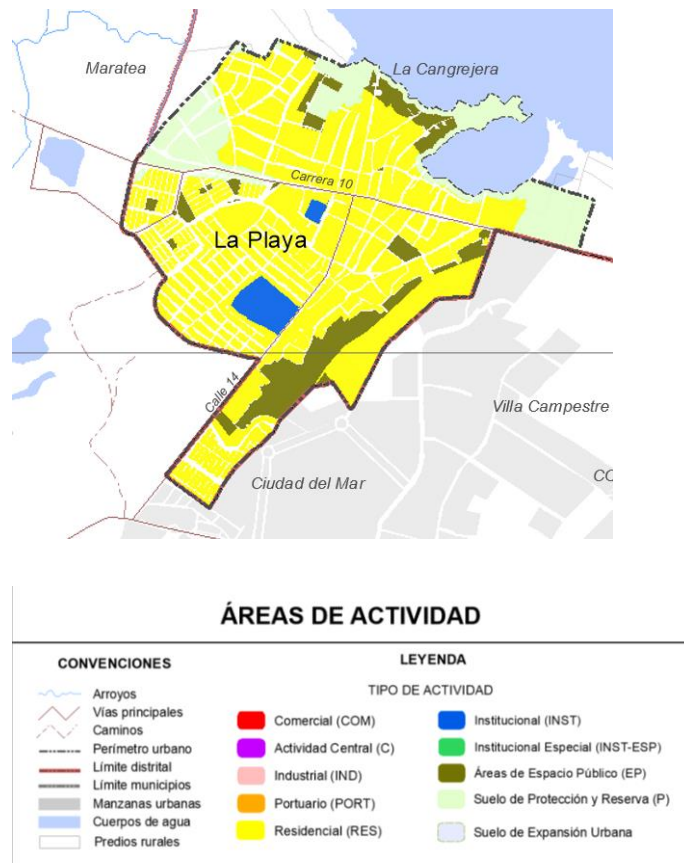 Maratea
La Cangrejera
Carrera 10
La Playa
Calle 14
Villa Campestre
CO
Ciudad del Mar
ÁREAS DE ACTIVIDAD
CONVENCIONES
Arroyos
Vías principales
Caminos
Perímetro urbano
Límite distrital
Límite municipios
Manzanas urbanas
Cuerpos de agua
Predios rurales
LEYENDA
TIPO DE ACTIVIDAD
Comercial (COM)
Actividad Central (C)
Industrial (IND)
Portuario (PORT)
Residencial (RES)
Institucional (INST)
Institucional Especial (INST-ESP)
Áreas de Espacio Público (EP)
Suelo de Protección y Reserva (P)
Suelo de Expansión Urbana